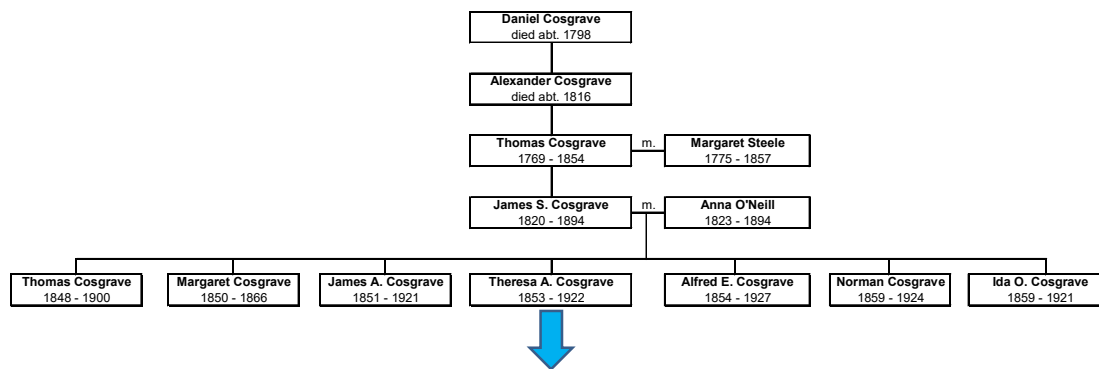 Daniel Cosgrave
died abt. 1798
Alexander Cosgrave
died abt. 1816
Thomas Cosgrave
1769 - 1854
m.
Margaret Steele
1775 - 1857
James S. Cosgrave
1820 - 1894
m.
Anna O'Neill
1823 - 1894
Thomas Cosgrave
1848 - 1900
Margaret Cosgrave
1850 - 1866
James A. Cosgrave
1851 - 1921
Theresa A. Cosgrave
1853 - 1922
Alfred E. Cosgrave
1854 - 1927
Norman Cosgrave
1859 - 1924
Ida O. Cosgrave
1859 - 1921